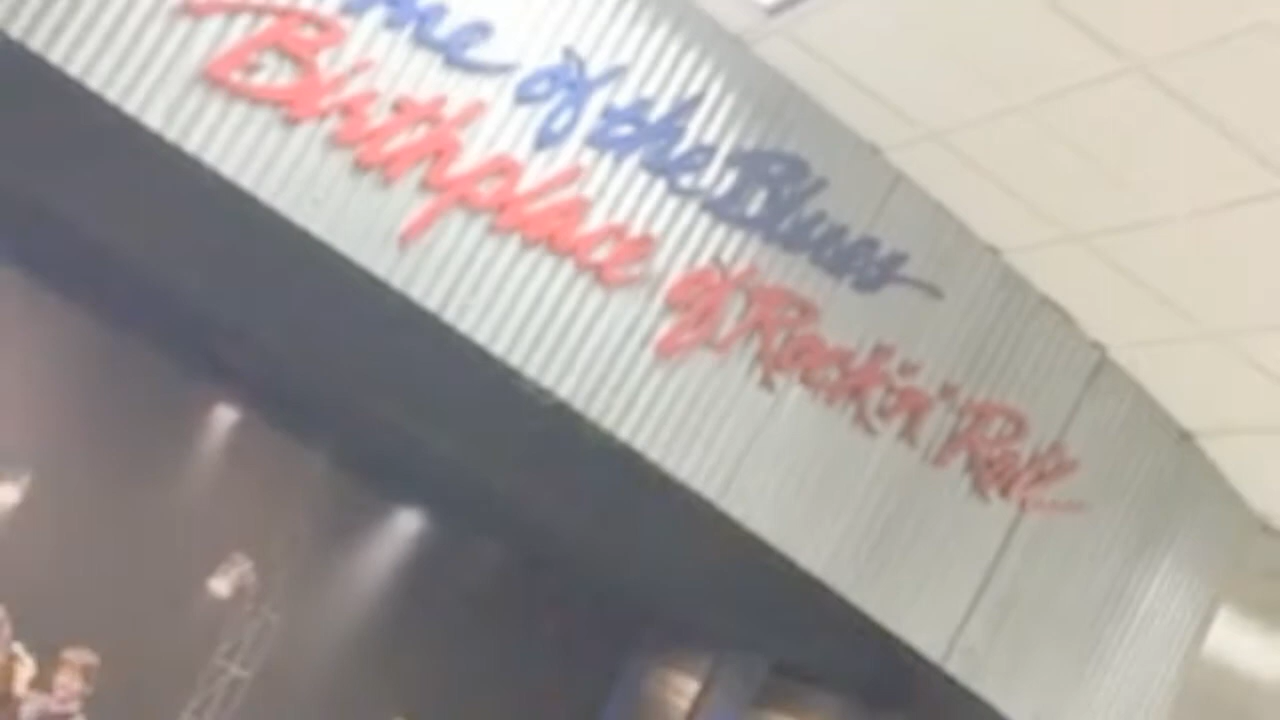 of the Blues
Birthplace of Rock'n' Roll